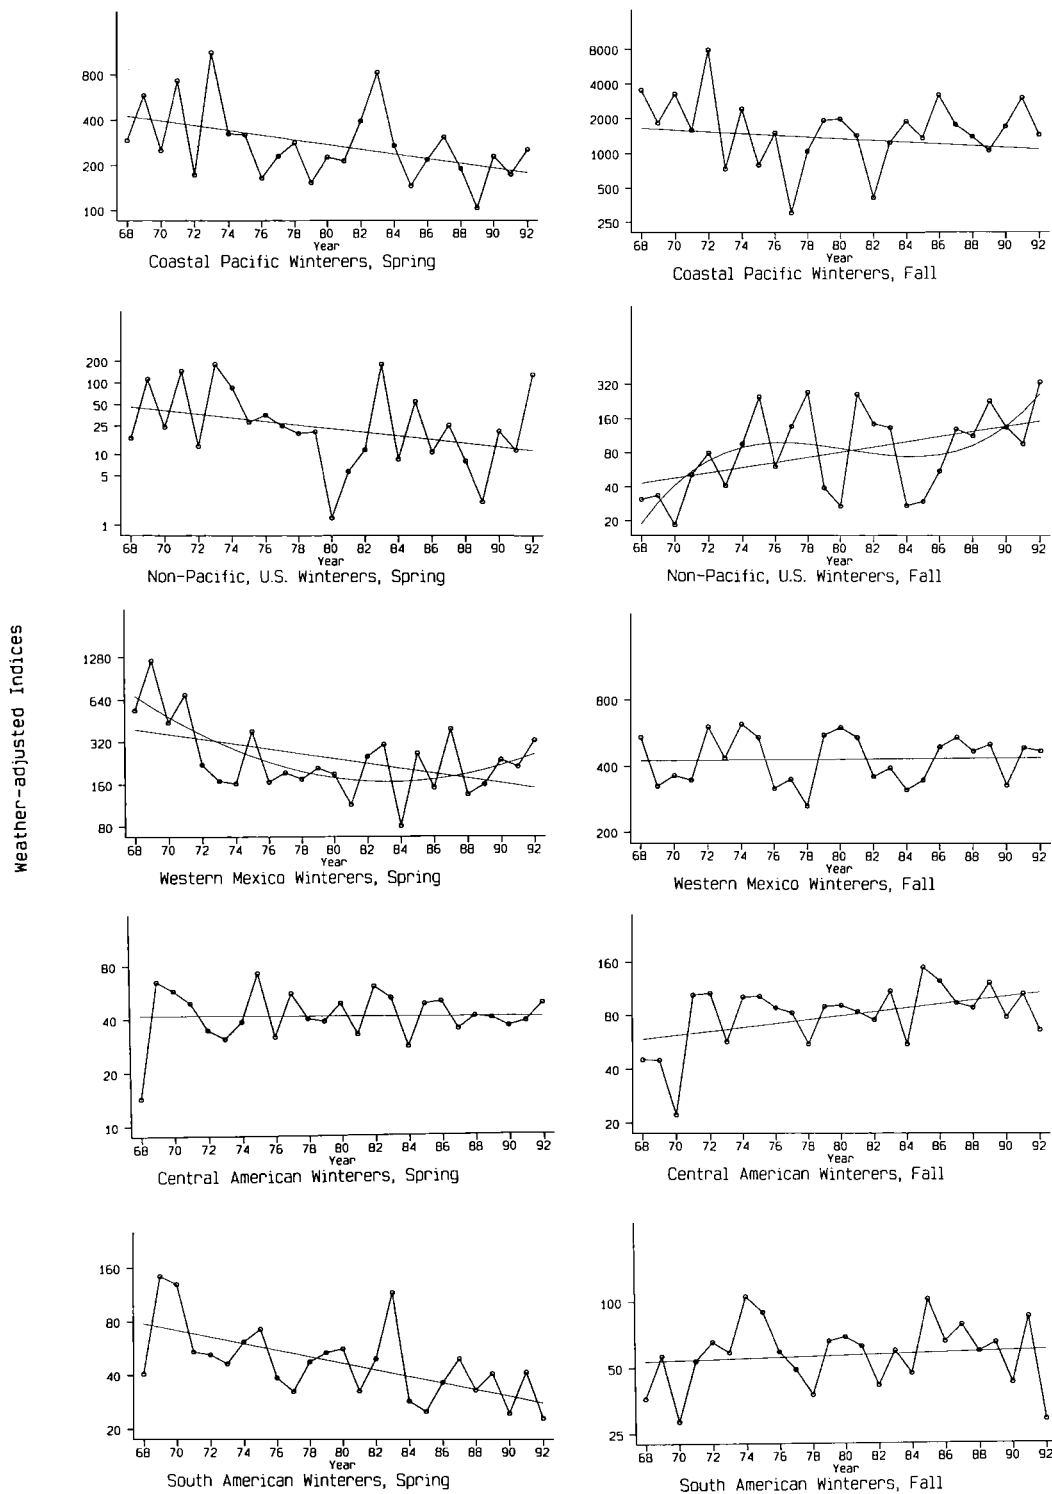 Weather-adjusted Indices
800
400
200
100
68 70 72 74 76 78 80 82 84 86 88 90 92
Year
Coastal Pacific Winterers, Spring
8000
4000
2000
1000
500
250
68 70 72 74 76 78 80 82 84 86 88 90 92
Year
Coastal Pacific Winterers, Fall
200
100
50
25
10
5
1
68 70 72 74 76 78 80 82 84 86 88 90 92
Year
Non-Pacific, U.S. Winterers, Spring
320
160
80
40
20
68 70 72 74 76 78 80 82 84 86 88 90 92
Year
Non-Pacific, U.S. Winterers, Fall
1280
640
320
160
80
68 70 72 74 76 78 80 82 84 86 88 90 92
Year
Western Mexico Winterers, Spring
800
400
200
68 70 72 74 76 78 80 82 84 86 88 90 92
Year
Western Mexico Winterers, Fall
80
40
20
10
68 70 72 74 76 78 80 82 84 86 88 90 92
Year
Central American Winterers, Spring
160
80
40
20
68 70 72 74 76 78 80 82 84 86 88 90 92
Year
Central American Winterers, Fall
160
80
40
20
68 70 72 74 76 78 80 82 84 86 88 90 92
Year
South American Winterers, Spring
100
50
25
68 70 72 74 76 78 80 82 84 86 88 90 92
Year
South American Winterers, Fall